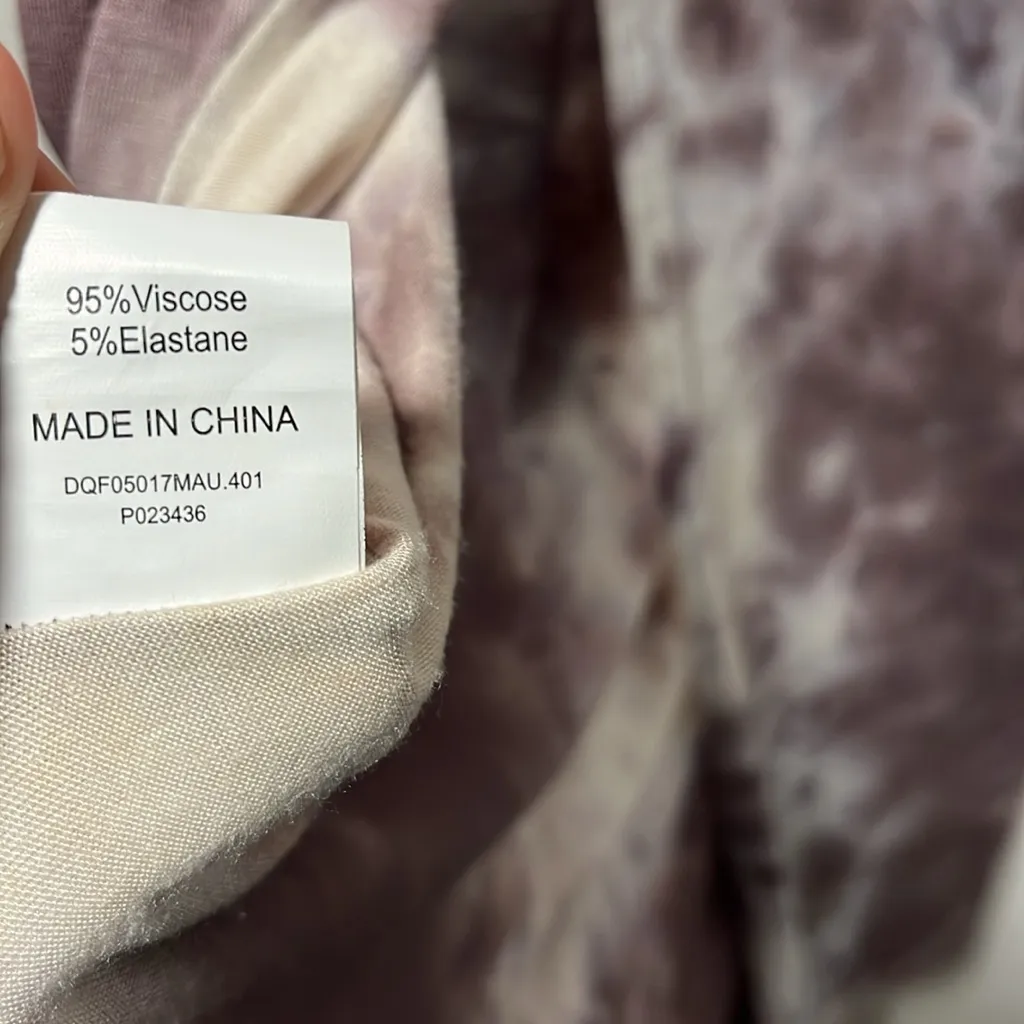 95%Viscose
5%Elastane
MADE IN CHINA
DQF05017MAU.401
P023436